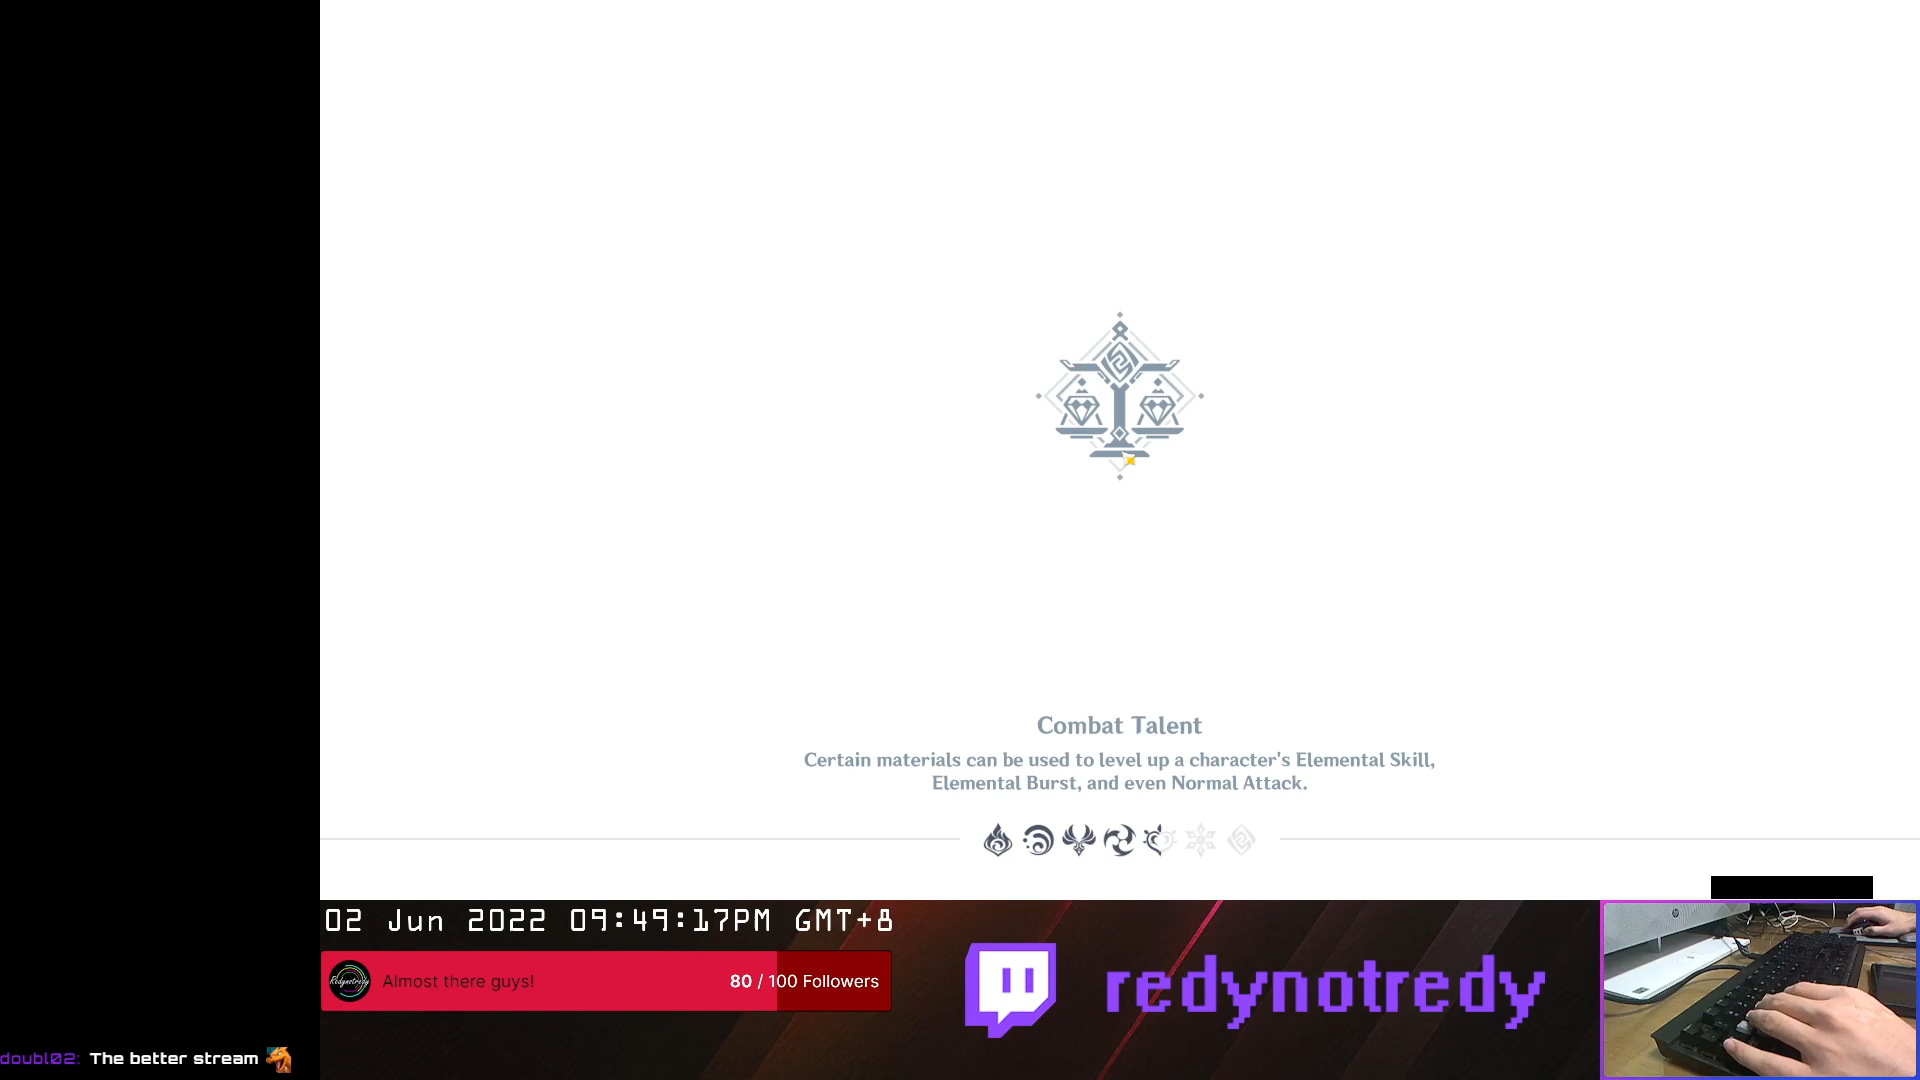 Combat Talent
Certain materials can be used to level up a character's Elemental Skill,
Elemental Burst, and even Normal Attack.
02 Jun 2022 09:49:17PM GMT+8
Redynotredy
Almost there guys!
80 / 100 Followers
redynotredy
doubl02: The better stream